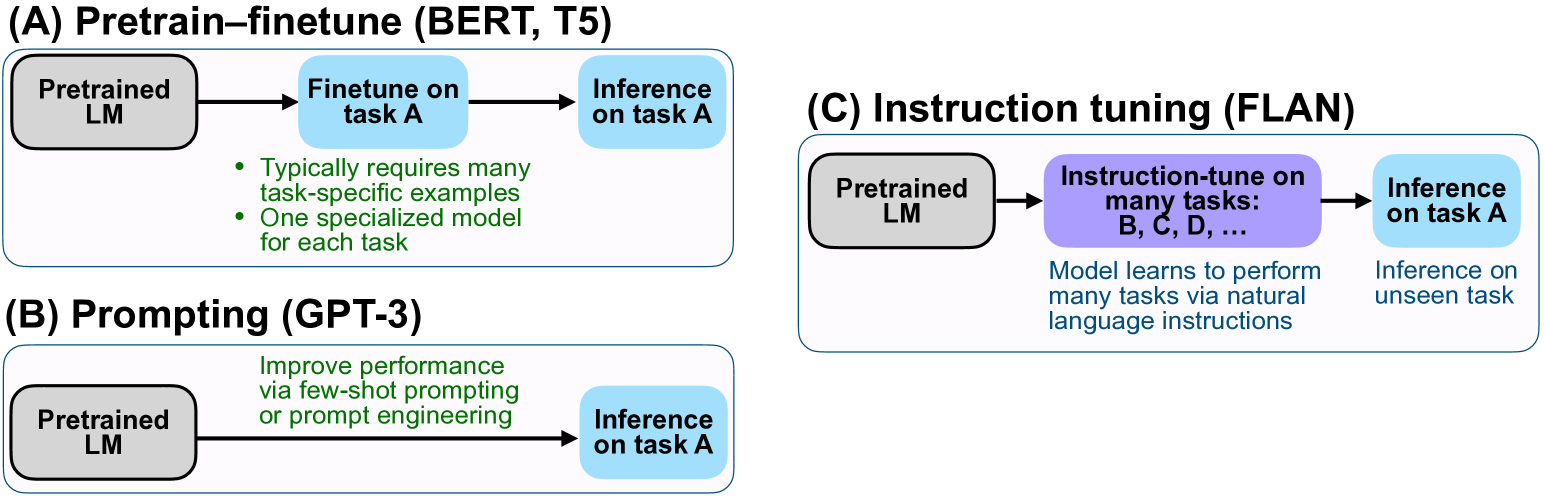 (A) Pretrain–finetune (BERT, T5)
Pretrained
LM
Finetune on
task A
Inference
on task A
• Typically requires many
task-specific examples
• One specialized model
for each task
(B) Prompting (GPT-3)
Improve performance
via few-shot prompting
or prompt engineering
Pretrained
LM
Inference
on task A
(C) Instruction tuning (FLAN)
Pretrained
LM
Instruction-tune on
many tasks:
B, C, D, …
Inference
on task A
Model learns to perform
many tasks via natural
language instructions
Inference on
unseen task